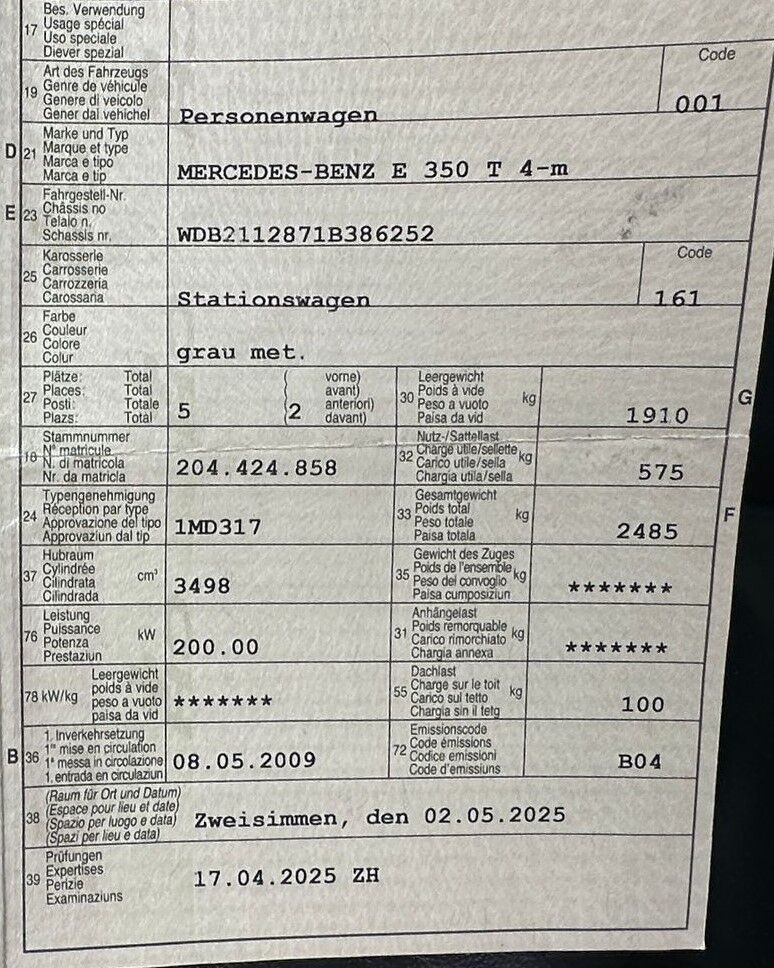 17 Bes. Verwendung
Usage spécial
Uso speciale
Diever spezial
19 Art des Fahrzeugs
Genre de véhicule
Genere di veicolo
Gener dal vehichel
Personenwagen
Code
001
D 21 Marke und Typ
Marque et type
Marca e tipo
Marca e tip
MERCEDES-BENZ E 350 T 4-m
E 23 Fahrgestell-Nr.
Châssis no
Telaio n.
Schassis nr.
WDB2112871B386252
25 Karosserie
Carrosserie
Carrozzeria
Carossaria
Stationswagen
Code
161
26 Farbe
Couleur
Colore
Colur
grau met.
27 Plätze: Total
Places: Total
Posti: Totale
Plazs: Total
5
( 2
vorne)
avant)
anteriori)
davant)
30 Leergewicht
Poids à vide
Peso a vuoto
Paisa da vid
kg
1910
G
18 Stammnummer
N° matricule
N. di matricola
Nr. da matricla
204.424.858
32 Nutz-/Sattellast
Charge utile/sellette
Carico utile/sella
Chargia utila/sella
kg
575
24 Typengenehmigung
Réception par type
Approvazione del tipo
Approvaziun dal tip
1MD317
33 Gesamtgewicht
Poids total
Peso totale
Paisa totala
kg
2485
F
37 Hubraum
Cylindrée
Cilindrata
Cilindrada
cm³
3498
35 Gewicht des Zuges
Poids de l'ensemble
Peso del convoglio
Paisa cumposiziun
kg
*******
76 Leistung
Puissance
Potenza
Prestaziun
kW
200.00
31 Anhängelast
Poids remorquable
Carico rimorchiato
Chargia annexa
kg
*******
78 kW/kg
Leergewicht
poids à vide
peso a vuoto
paisa da vid
*******
55 Dachlast
Charge sur le toit
Carico sul tetto
Chargia sin il tetg
kg
100
B 36 1. Inverkehrsetzung
1re mise en circulation
1a messa in circolazione
1. entrada en circulaziun
08.05.2009
72 Emissionscode
Code émissions
Codice emissioni
Code d'emissiuns
B04
38 (Raum für Ort und Datum)
(Espace pour lieu et date)
(Spazio per luogo e data)
(Spazi per lieu e data)
Zweisimmen, den 02.05.2025
39 Prüfungen
Expertises
Perizie
Examinaziuns
17.04.2025 ZH